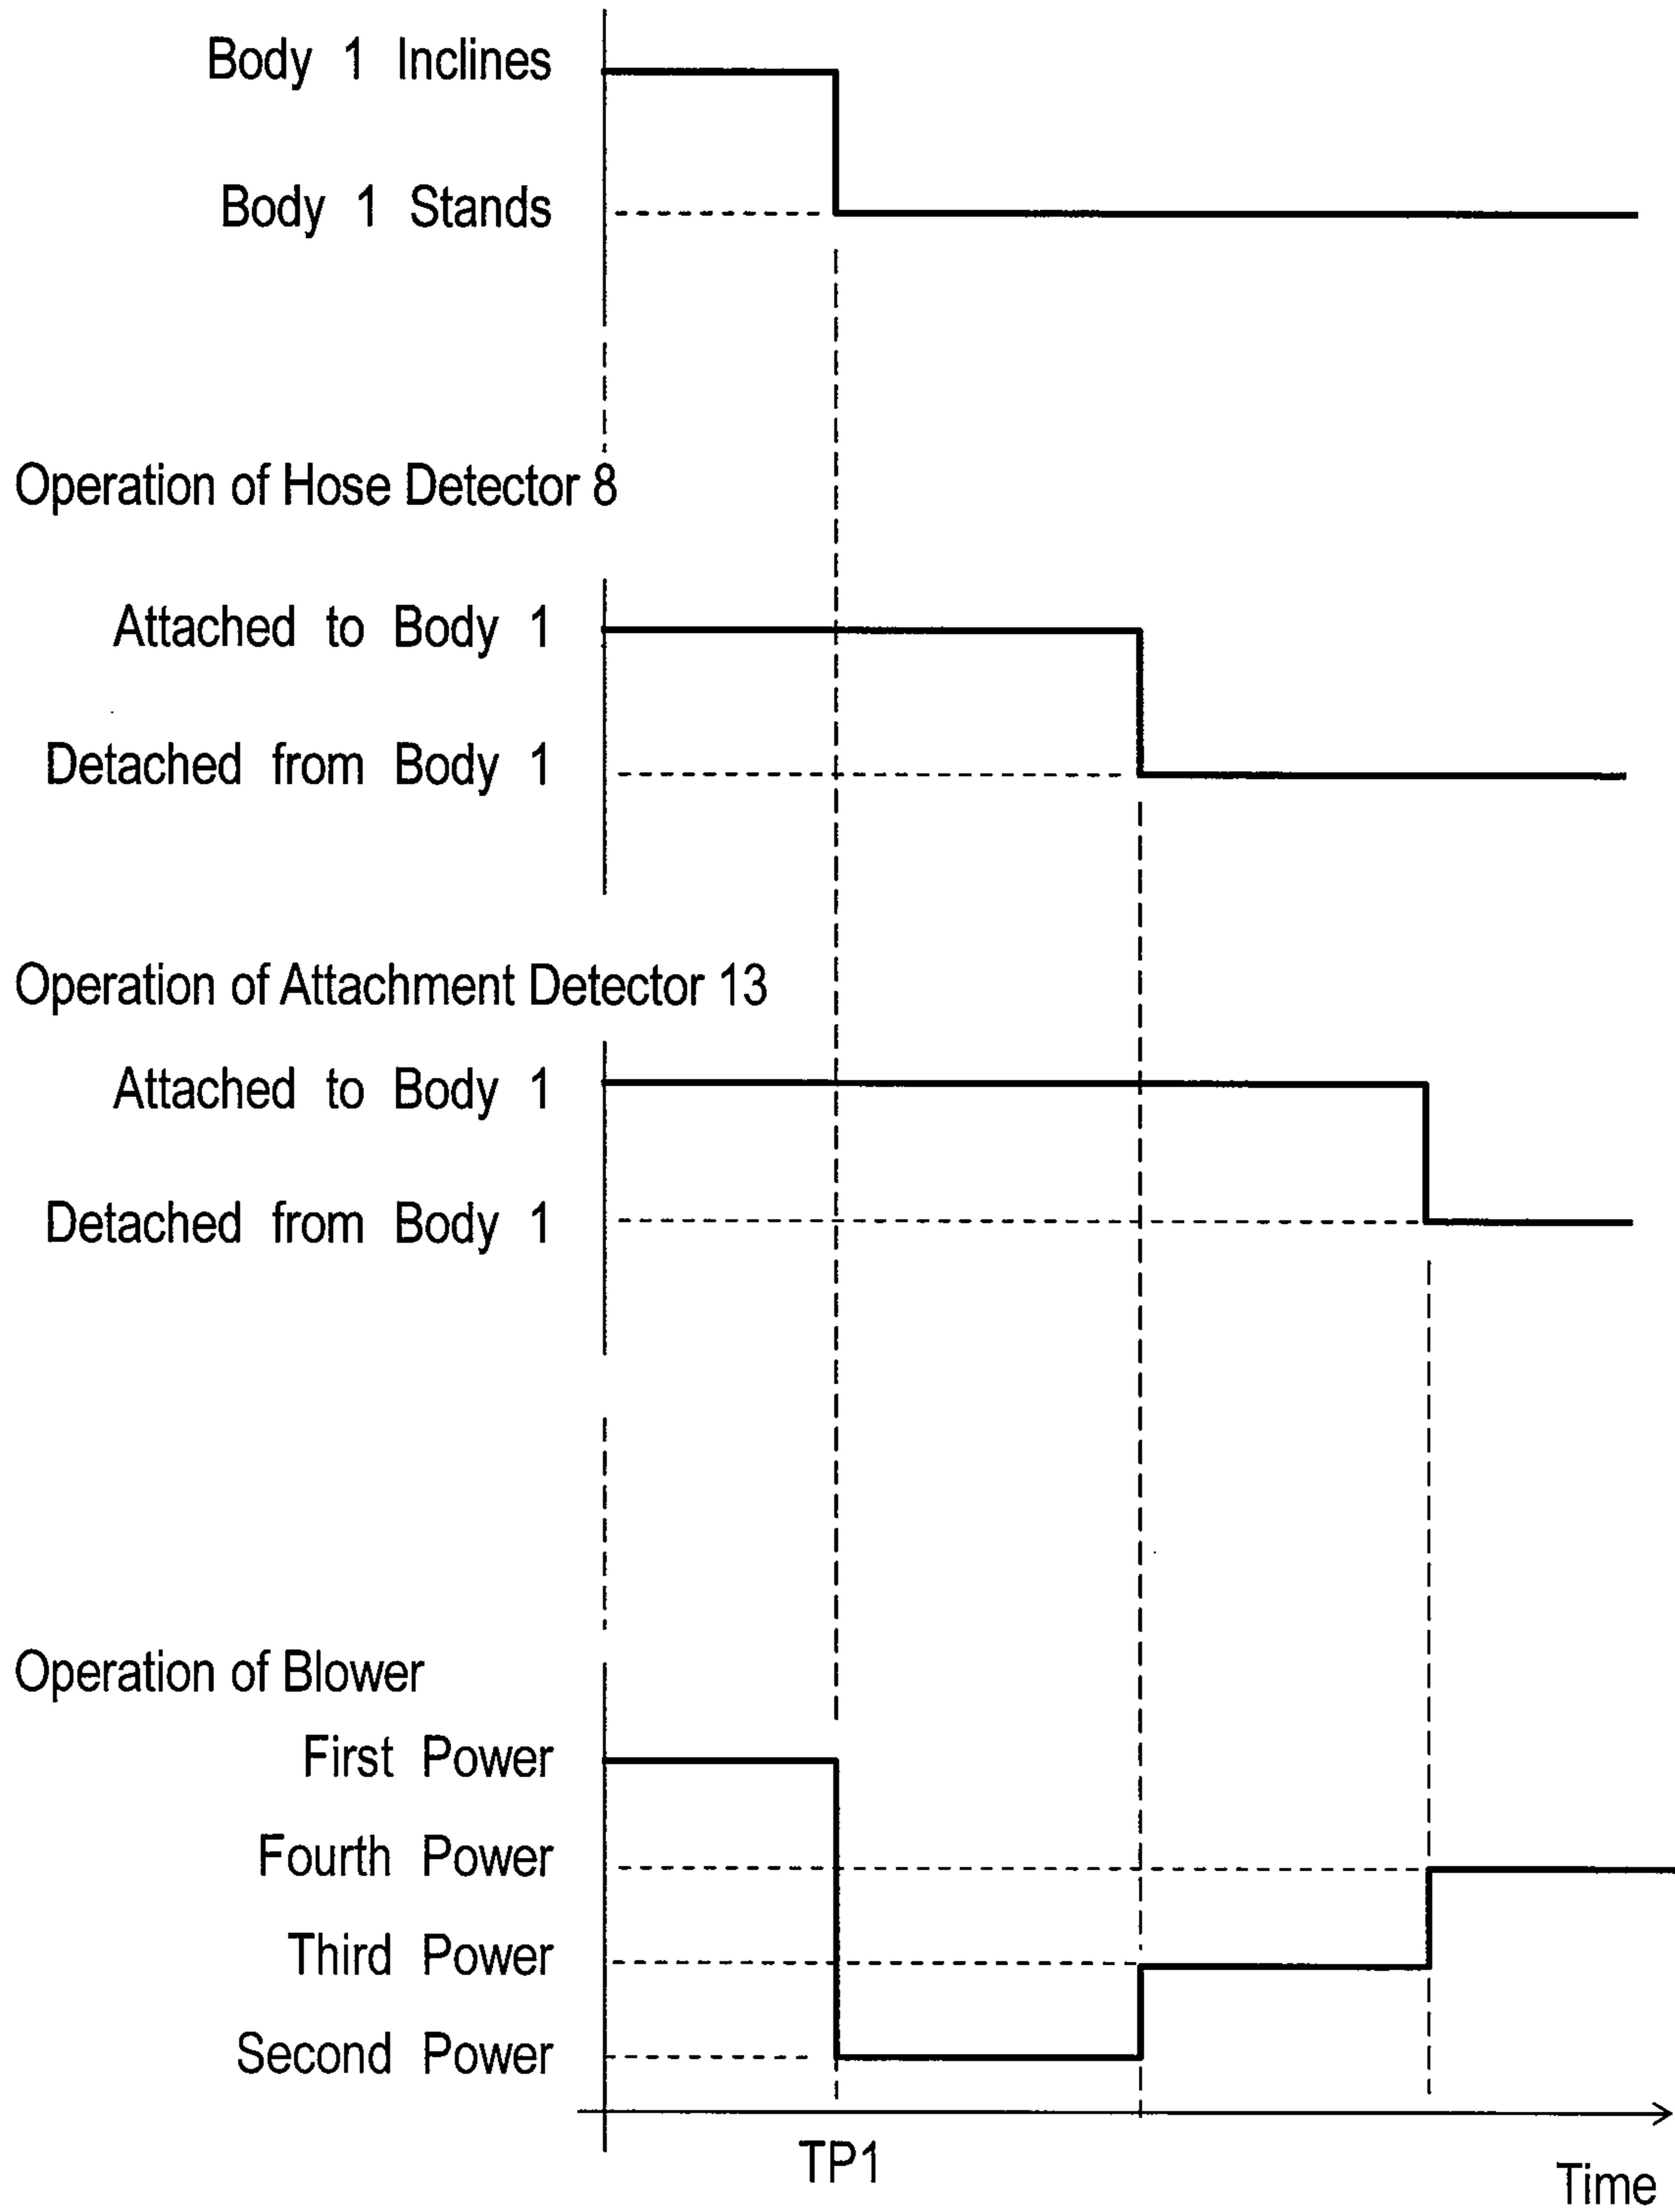 Body 1 Inclines
Body 1 Stands
Operation of Hose Detector 8
Attached to Body 1
Detached from Body 1
Operation of Attachment Detector 13
Attached to Body 1
Detached from Body 1
Operation of Blower
First Power
Fourth Power
Third Power
Second Power
TP1
Time